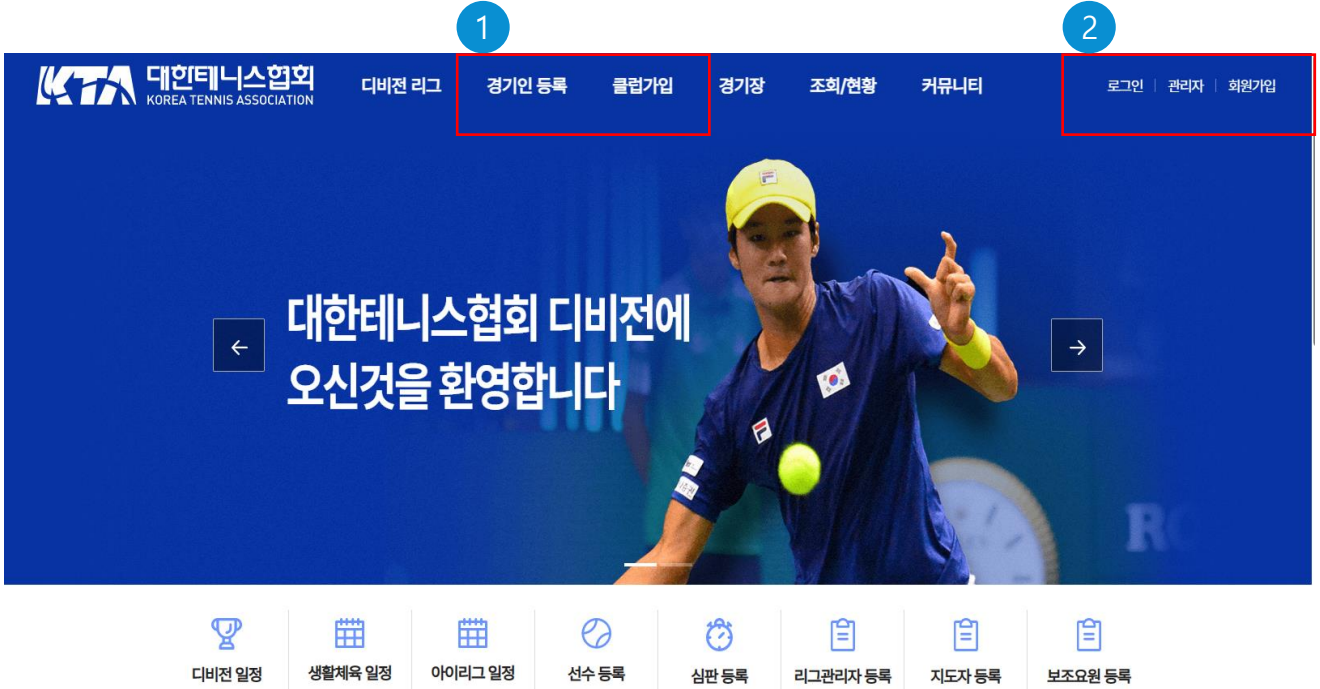 1
2
KTA 대한테니스협회
KOREA TENNIS ASSOCIATION
디비전 리그 경기인 등록 클럽가입 경기장 조회/현황 커뮤니티
로그인 | 관리자 | 회원가입
대한테니스협회 디비전에
오신것을 환영합니다
디비전 일정 생활체육 일정 아이리그 일정 선수 등록 심판 등록 리그관리자 등록 지도자 등록 보조요원 등록